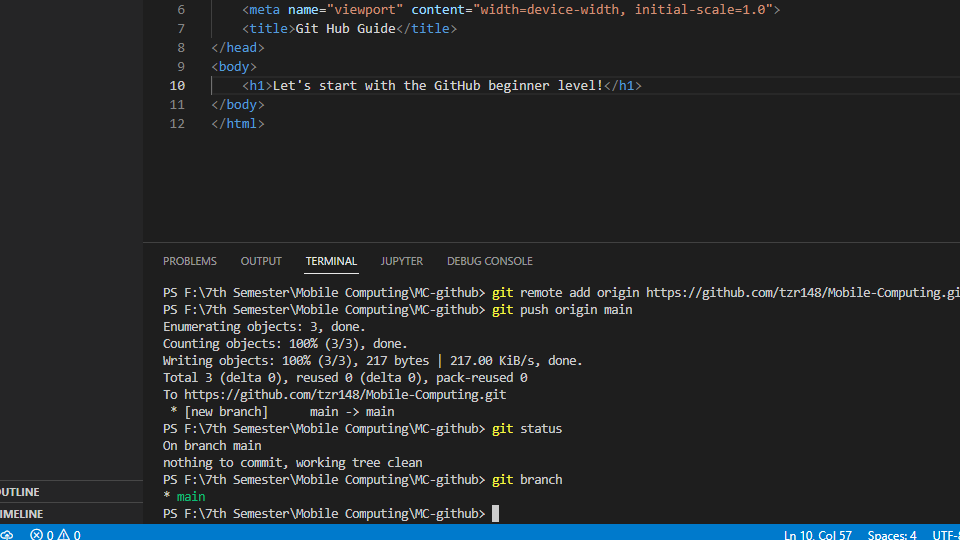 6 <meta name="viewport" content="width=device-width, initial-scale=1.0">
7 <title>Git Hub Guide</title>
8 </head>
9 <body>
10 <h1>Let's start with the GitHub beginner level!</h1>
11 </body>
12 </html>
PROBLEMS OUTPUT TERMINAL JUPYTER DEBUG CONSOLE
PS F:\7th Semester\Mobile Computing\MC-github> git remote add origin https://github.com/tzr148/Mobile-Computing.gi
PS F:\7th Semester\Mobile Computing\MC-github> git push origin main
Enumerating objects: 3, done.
Counting objects: 100% (3/3), done.
Writing objects: 100% (3/3), 217 bytes | 217.00 KiB/s, done.
Total 3 (delta 0), reused 0 (delta 0), pack-reused 0
To https://github.com/tzr148/Mobile-Computing.git
* [new branch] main -> main
PS F:\7th Semester\Mobile Computing\MC-github> git status
On branch main
nothing to commit, working tree clean
PS F:\7th Semester\Mobile Computing\MC-github> git branch
* main
PS F:\7th Semester\Mobile Computing\MC-github>
UTLINE
IMELINE
0 0 Ln 10, Col 57 Spaces: 4 UTF-8